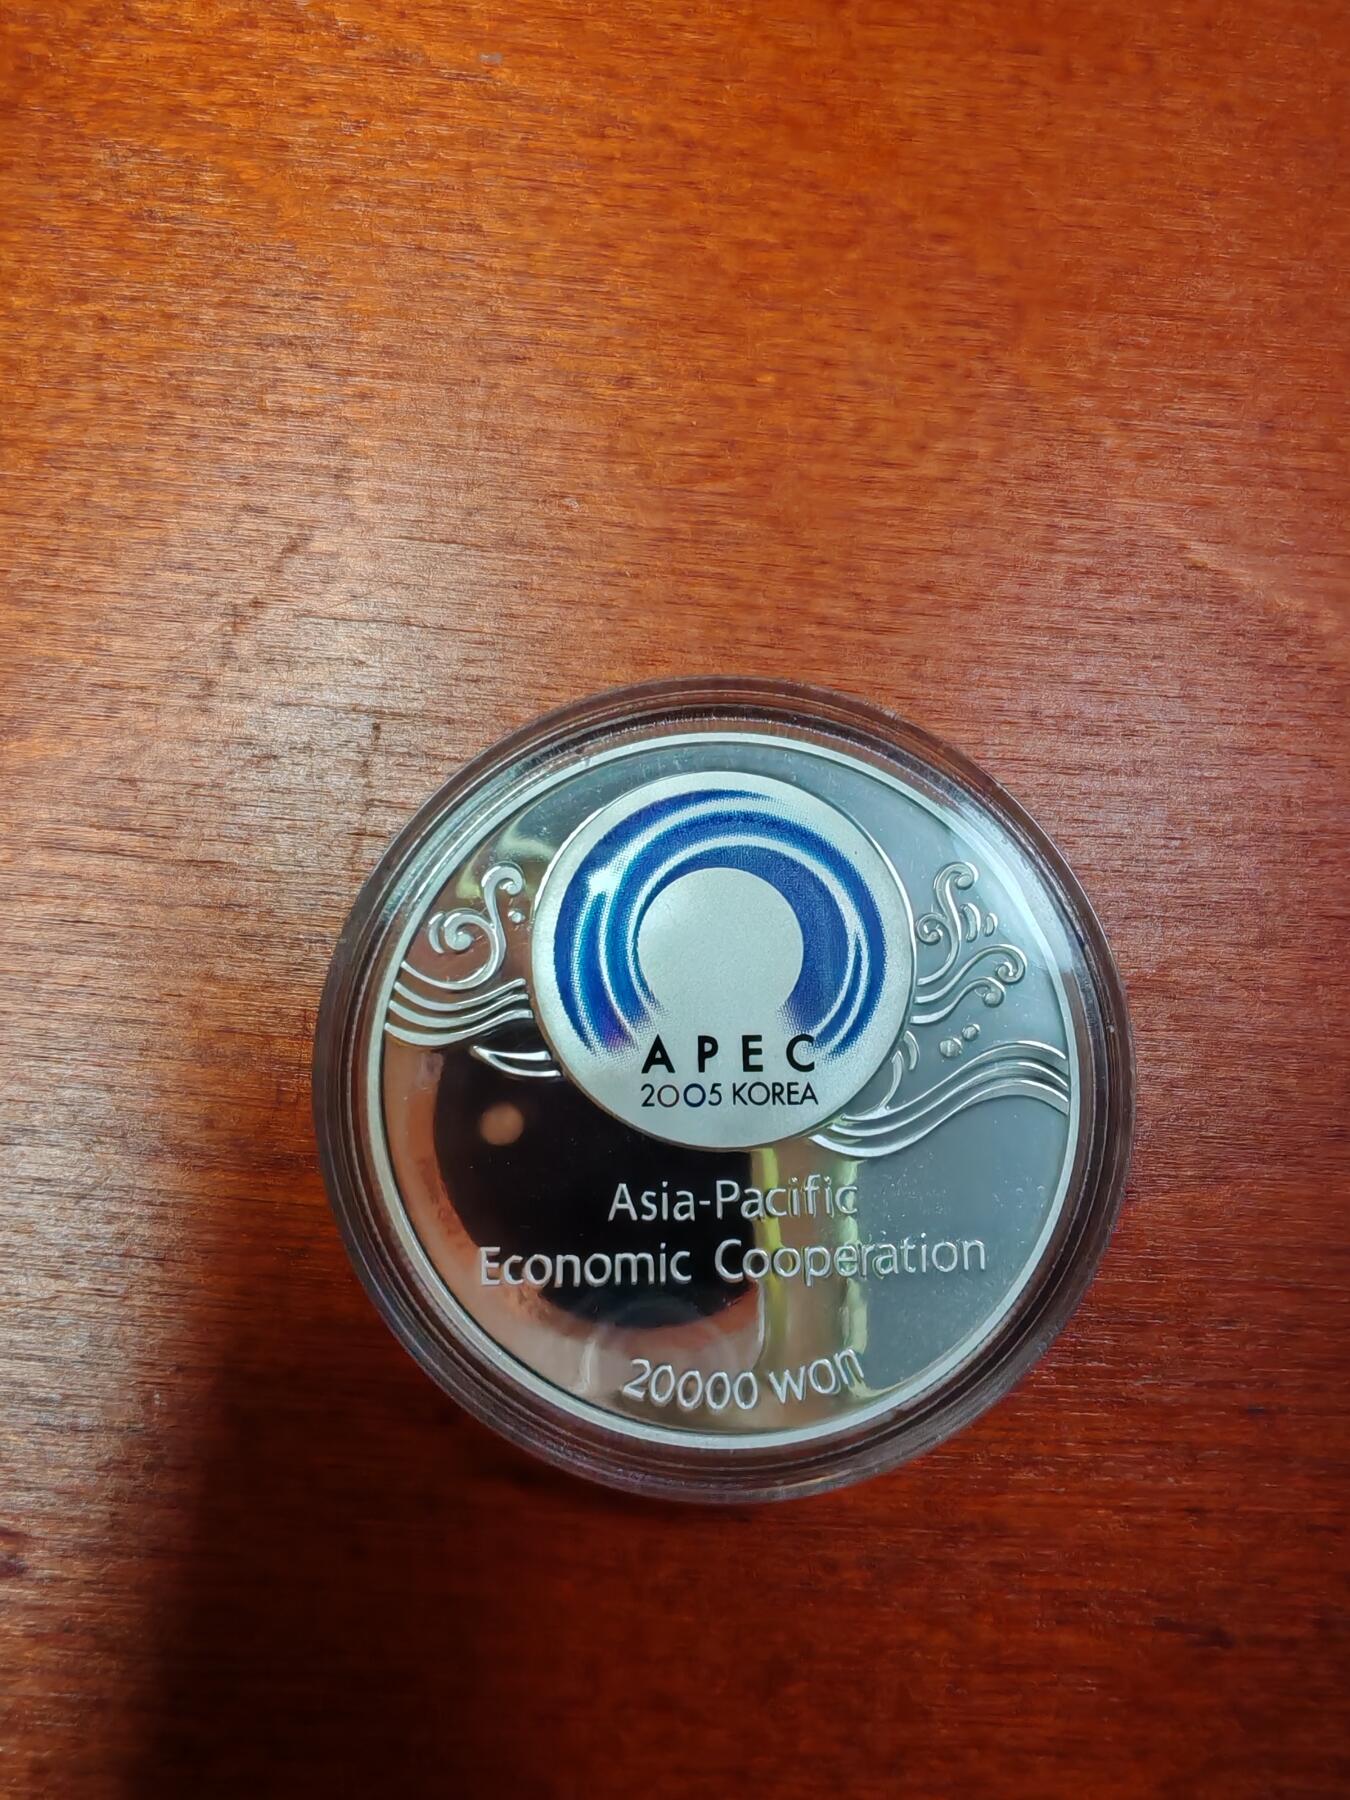 APEC
2005 KOREA
Asia-Pacific
Economic Cooperation
20000 won